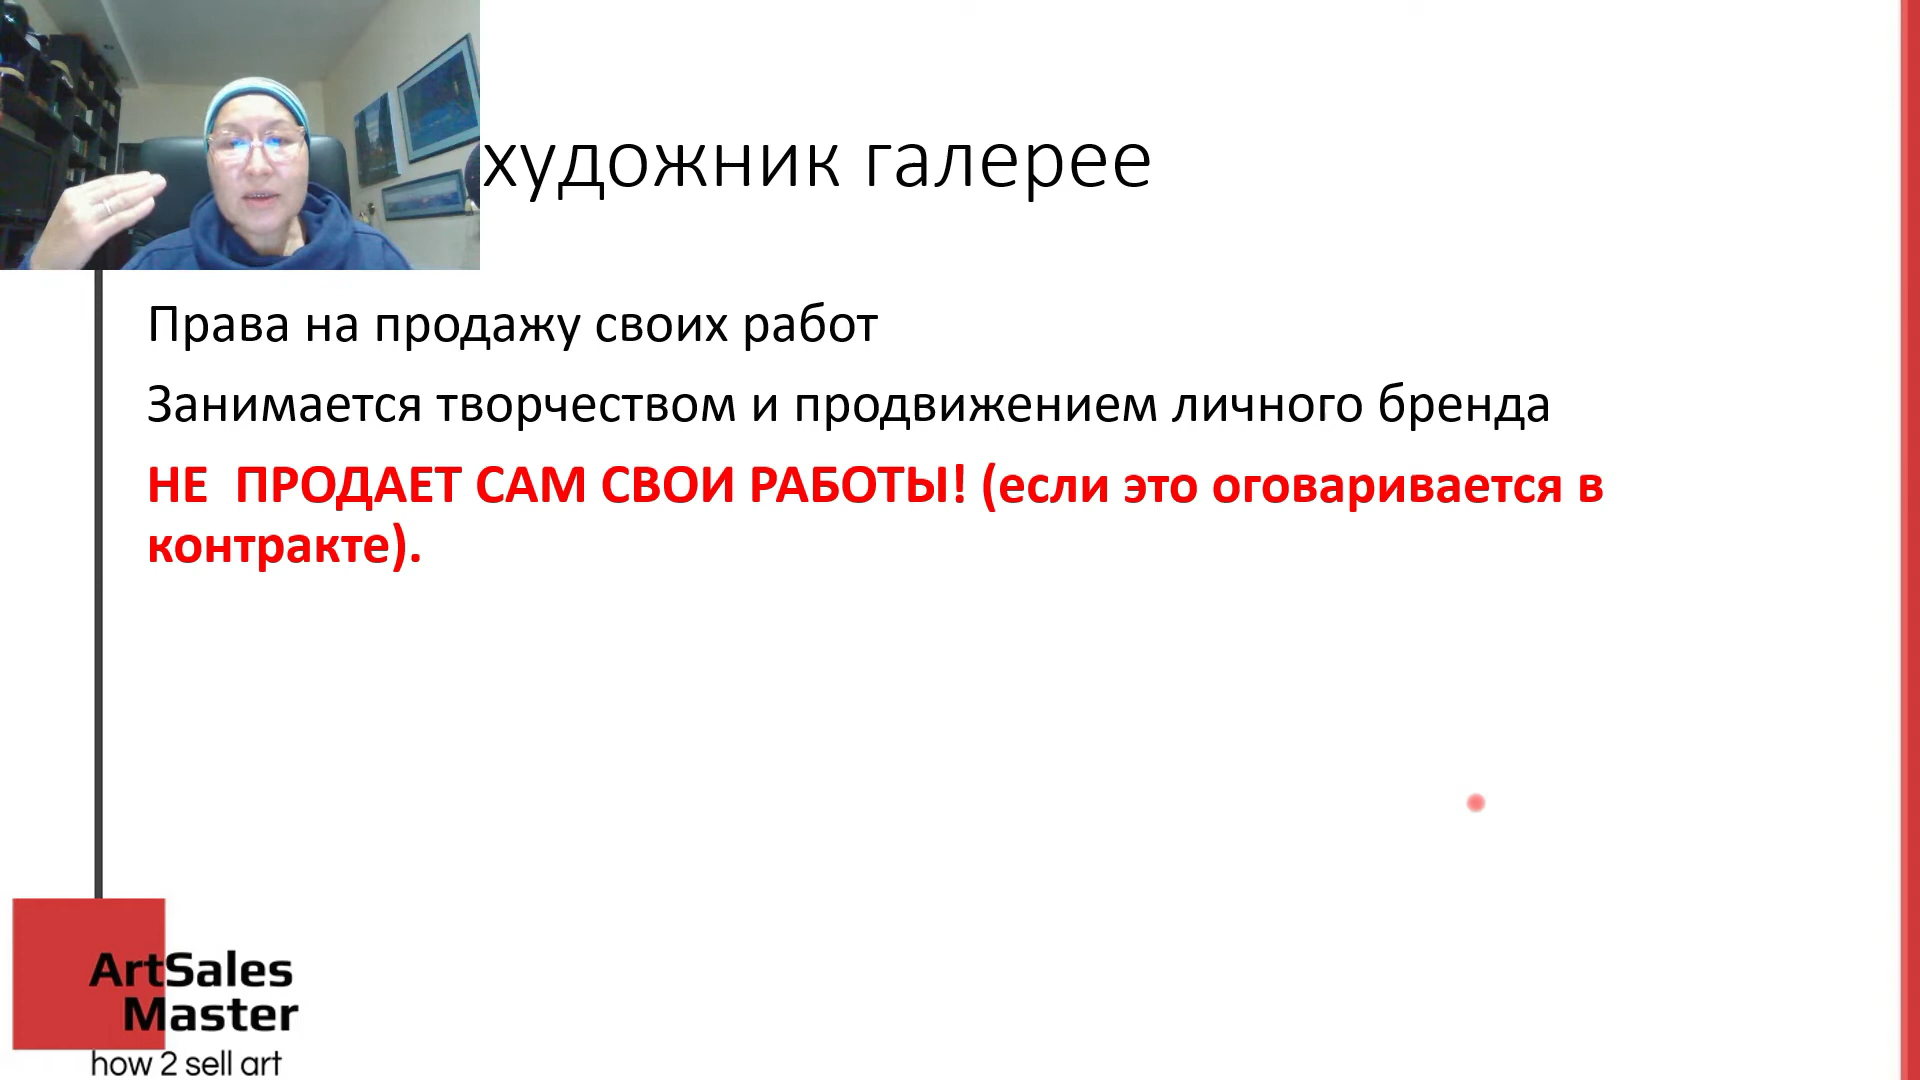 художник галерее
Права на продажу своих работ
Занимается творчеством и продвижением личного бренда
НЕ  ПРОДАЕТ САМ СВОИ РАБОТЫ! (если это оговаривается в
контракте).
ArtSales
Master
how 2 sell art